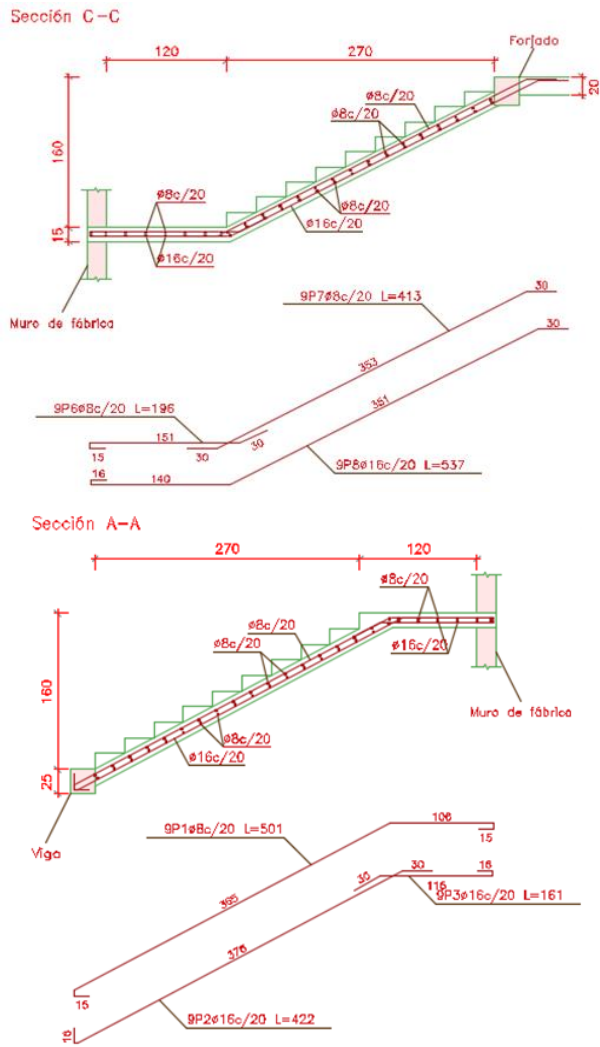 Sección C-C
120
270
Forjado
20
ø8c/20
ø8c/20
160
ø8c/20
ø8c/20
15
ø16c/20
ø16c/20
Muro de fábrica
9P7ø8c/20 L=413
30
30
353
351
9P6ø8c/20 L=196
151
15
30
30
16
140
9P8ø16c/20 L=537
Sección A-A
270
120
ø8c/20
ø8c/20
ø8c/20
ø16c/20
160
Muro de fábrica
ø8c/20
ø16c/20
25
Viga
9P1ø8c/20 L=501
106
15
365
30
30
16
116
9P3ø16c/20 L=161
376
15
16
9P2ø16c/20 L=422